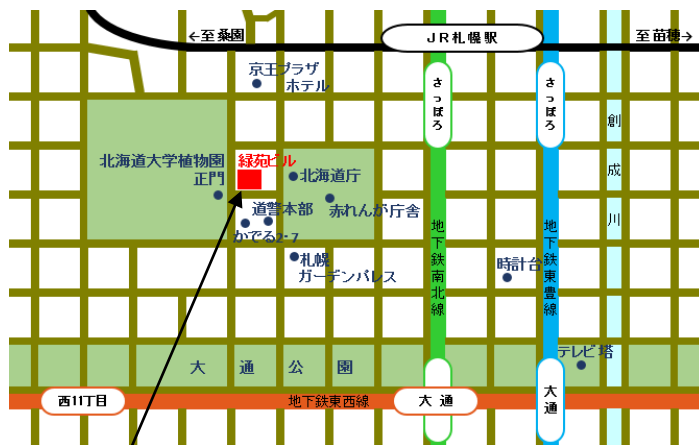 ←至桑園
JR札幌駅
至苗穂→
京王プラザ
ホテル
さっぽろ
さっぽろ
創成川
北海道大学植物園
正門
緑苑ビル
北海道庁
赤れんが庁舎
道警本部
かでる2・7
札幌
ガーデンパレス
地下鉄南北線
地下鉄東豊線
時計台
テレビ塔
大通公園
西11丁目
地下鉄東西線
大通
大通